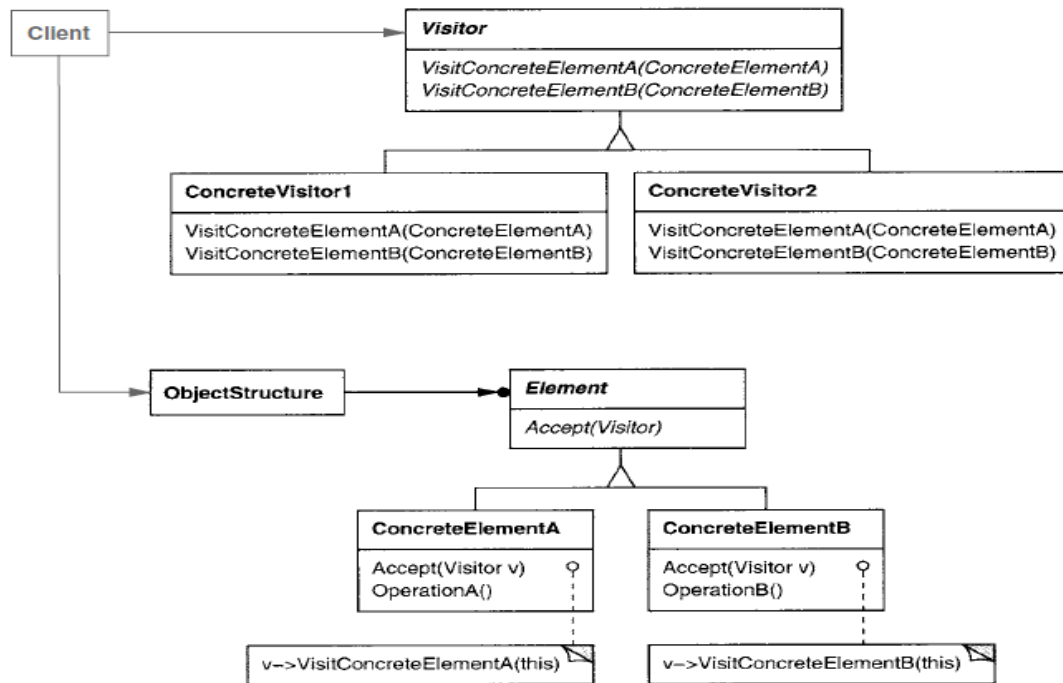 Client
Visitor
VisitConcreteElementA(ConcreteElementA)
VisitConcreteElementB(ConcreteElementB)
ConcreteVisitor1
VisitConcreteElementA(ConcreteElementA)
VisitConcreteElementB(ConcreteElementB)
ConcreteVisitor2
VisitConcreteElementA(ConcreteElementA)
VisitConcreteElementB(ConcreteElementB)
ObjectStructure
Element
Accept(Visitor)
ConcreteElementA
Accept(Visitor v)
OperationA()
ConcreteElementB
Accept(Visitor v)
OperationB()
v->VisitConcreteElementA(this)
v->VisitConcreteElementB(this)